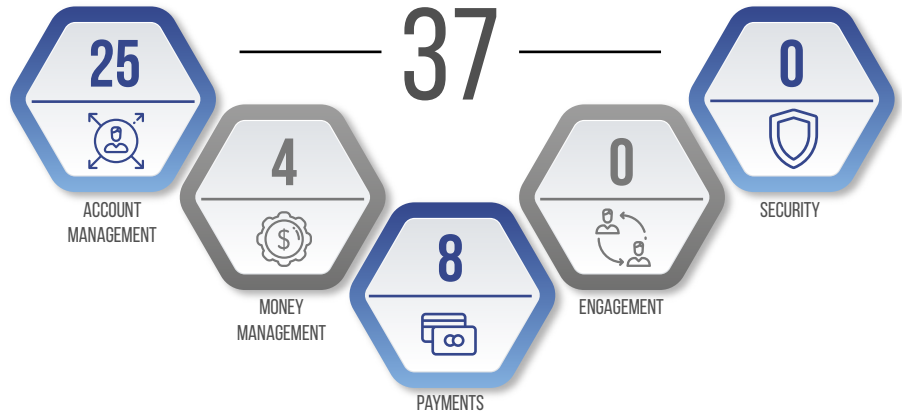 37
25
ACCOUNT
MANAGEMENT
4
$
MONEY
MANAGEMENT
8
PAYMENTS
0
ENGAGEMENT
0
SECURITY